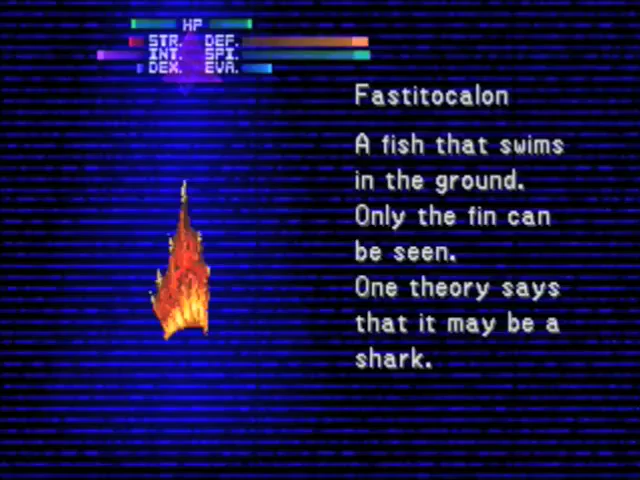 HP
STR. DEF.
INT. SPI.
DEX. EVA.
Fastitocalon
A fish that swims
in the ground.
Only the fin can
be seen.
One theory says
that it may be a
shark.